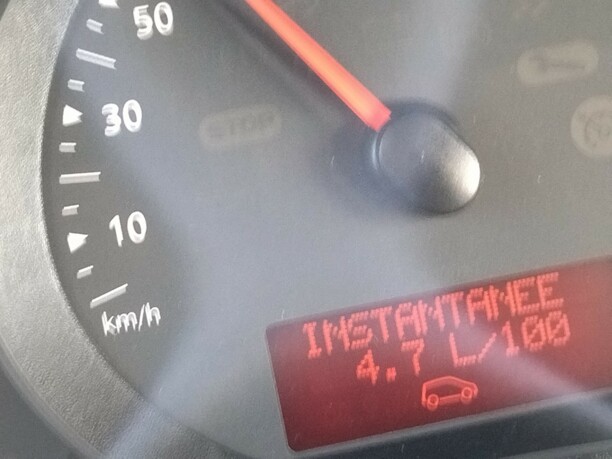 50
30
STOP
10
km/h
INSTANTANEE
4.7 L/100